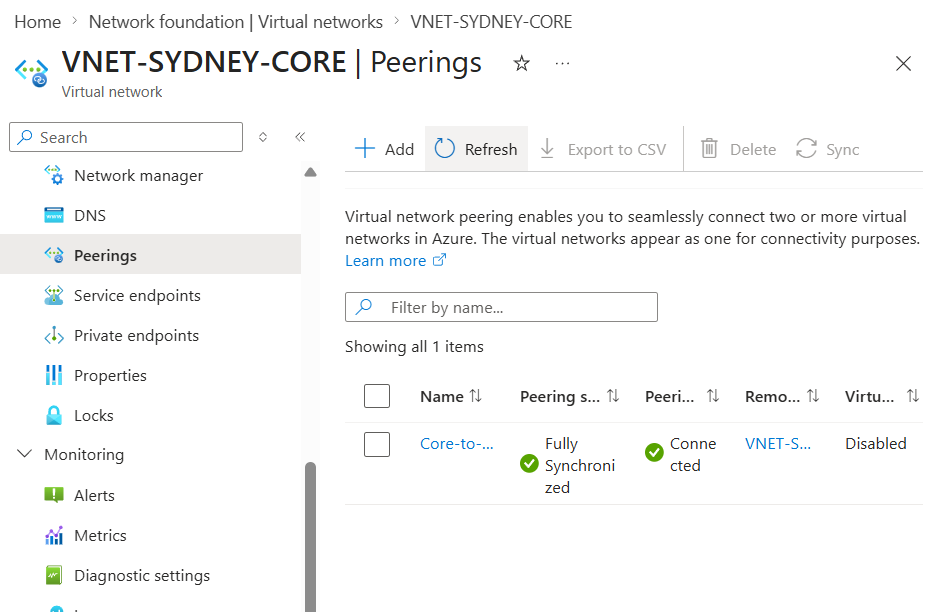 Home > Network foundation | Virtual networks > VNET-SYDNEY-CORE
VNET-SYDNEY-CORE | Peerings
Virtual network
Search
Network manager
DNS
Peerings
Service endpoints
Private endpoints
Properties
Locks
Monitoring
Alerts
Metrics
Diagnostic settings
Add Refresh Export to CSV Delete Sync
Virtual network peering enables you to seamlessly connect two or more virtual
networks in Azure. The virtual networks appear as one for connectivity purposes.
Learn more
Filter by name...
Showing all 1 items
Name Peering s... Peeri... Remo... Virtu...
Core-to-... Fully Synchroni zed Conne cted VNET-S... Disabled